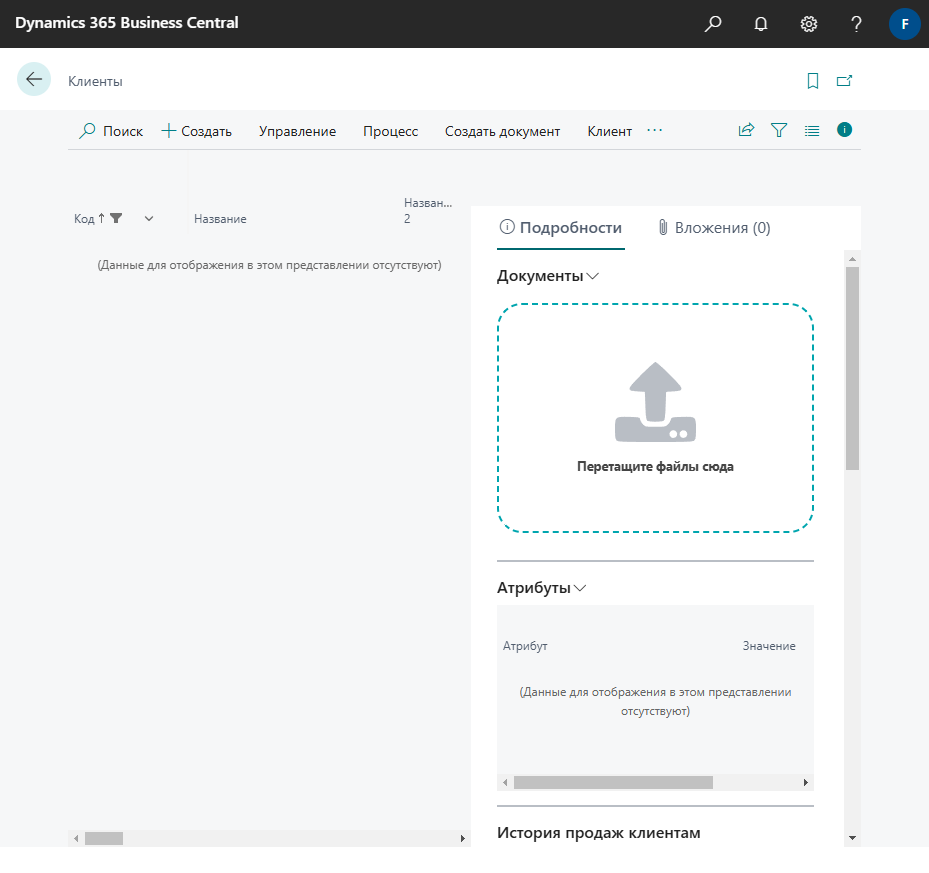 Dynamics 365 Business Central
F
Клиенты
Поиск
Создать
Управление
Процесс
Создать документ
Клиент
Код
Название
Назван...
2
(Данные для отображения в этом представлении отсутствуют)
Подробности
Вложения (0)
Документы
Перетащите файлы сюда
Атрибуты
Атрибут
Значение
(Данные для отображения в этом представлении
отсутствуют)
История продаж клиентам